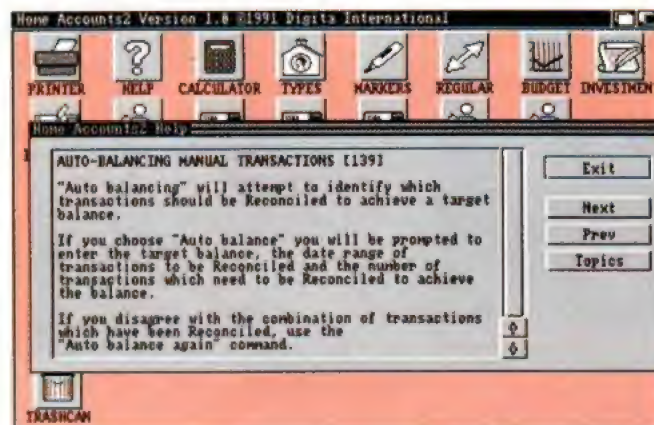 Home Accounts2 Version 1.0 ©1991 Digita International
PRINTER HELP CALCULATOR TYPES MARKERS REGULAR BUDGET INVESTMEN
Home Accounts2 Help
AUTO-BALANCING MANUAL TRANSACTIONS [139]
"Auto balancing" will attempt to identify which
transactions should be Reconciled to achieve a target
balance.
If you choose "Auto balance" you will be prompted to
enter the target balance, the date range of
transactions to be Reconciled and the number of
transactions which need to be Reconciled to achieve
the balance.
If you disagree with the combination of transactions
which have been Reconciled, use the
"Auto balance again" command.
Exit
Next
Prev
Topics
TRASHCAN